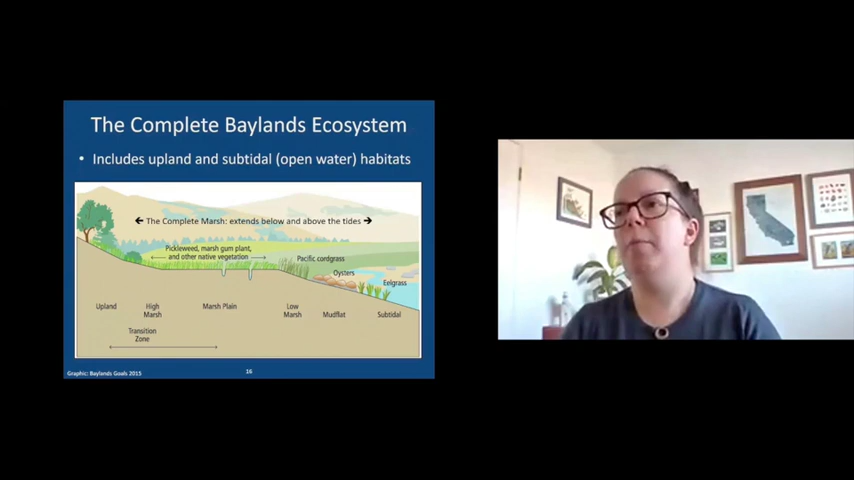 The Complete Baylands Ecosystem
• Includes upland and subtidal (open water) habitats
← The Complete Marsh: extends below and above the tides →
Pickleweed, marsh gum plant,
and other native vegetation
Pacific cordgrass
Oysters
Eelgrass
Upland
High
Marsh
Marsh Plain
Low
Marsh
Mudflat
Subtidal
Transition
Zone
Graphic: Baylands Goals 2015
16